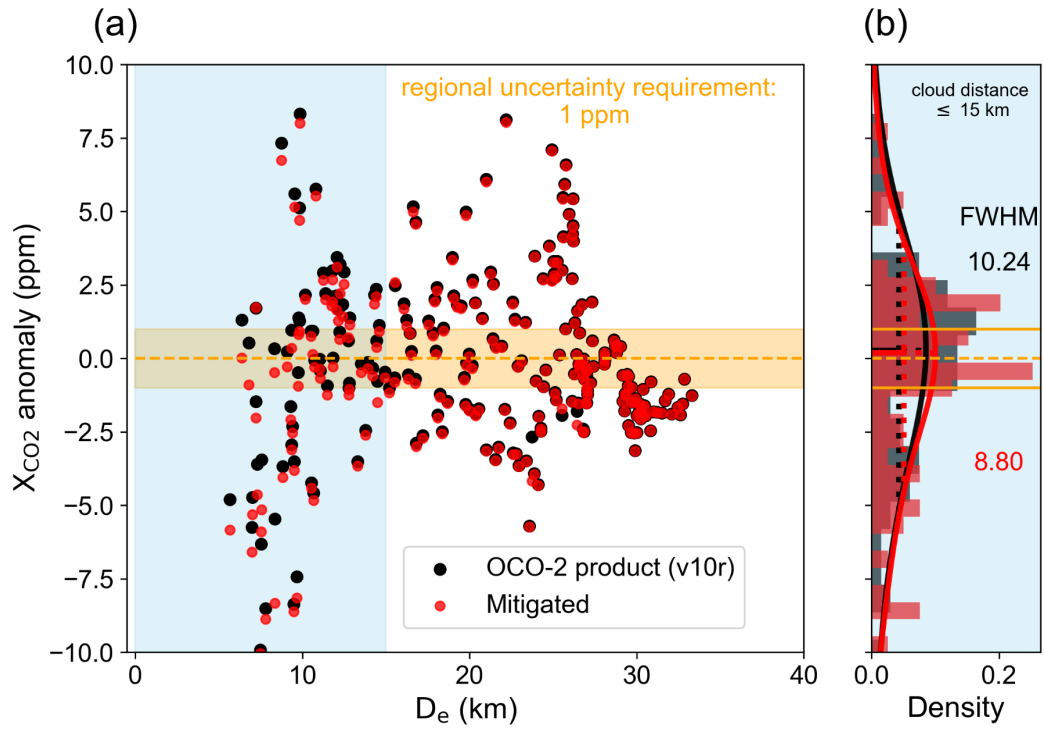 (a)
(b)
10.0
7.5
5.0
2.5
0.0
−2.5
−5.0
−7.5
−10.0
X_CO2 anomaly (ppm)
regional uncertainty requirement:
1 ppm
OCO-2 product (v10r)
Mitigated
0
10
20
30
40
D_e (km)
cloud distance
≤ 15 km
FWHM
10.24
8.80
0.0
0.2
Density